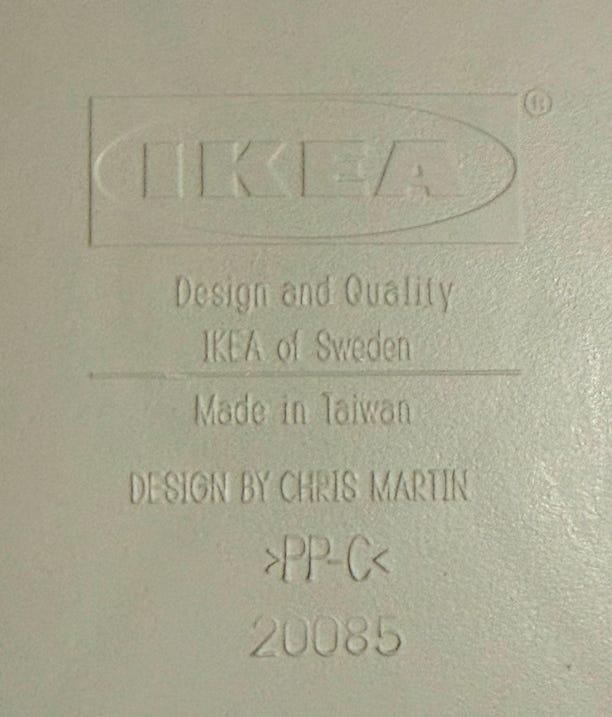 IKEA®
Design and Quality
IKEA of Sweden
Made in Taiwan
DESIGN BY CHRIS MARTIN
>PP-C<
20085